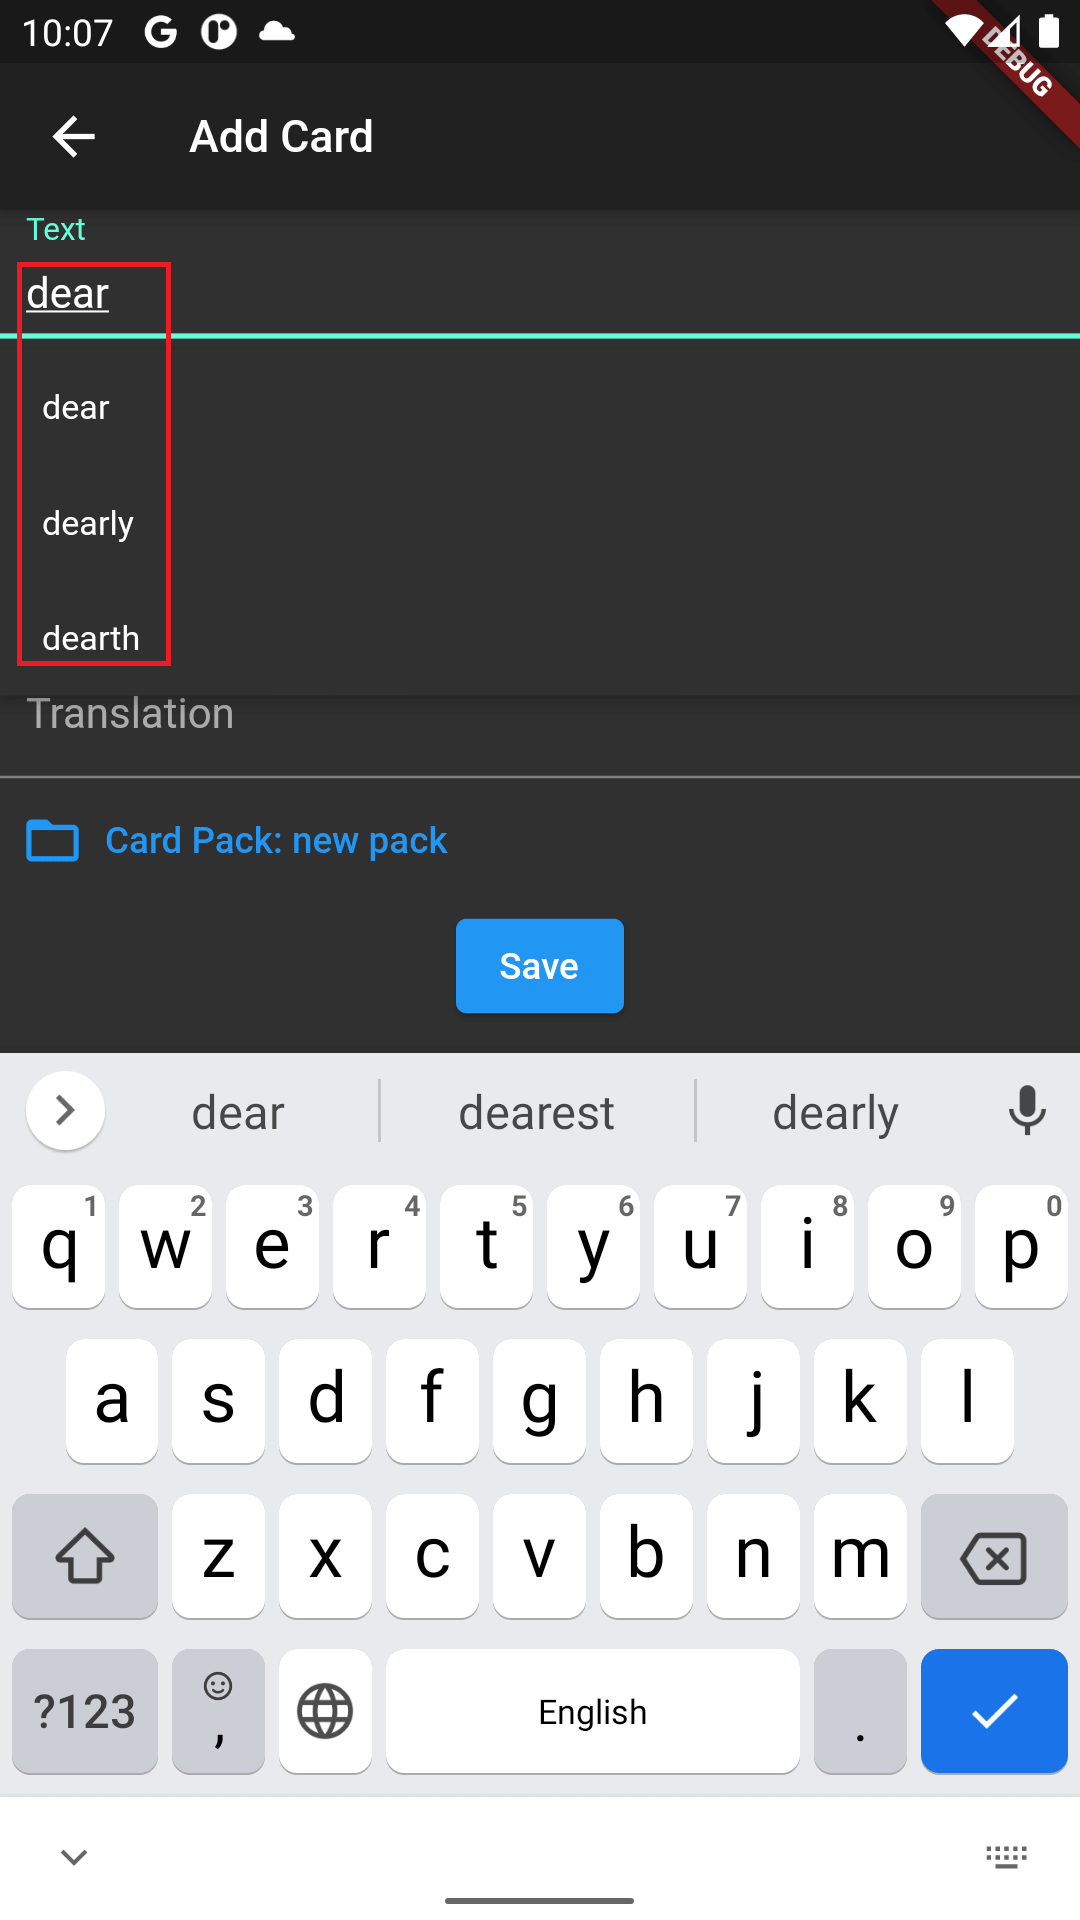 10:07
DEBUG
Add Card
Text
dear
dear
dearly
dearth
Translation
Card Pack: new pack
Save
dear dearest dearly
1 2 3 4 5 6 7 8 9 0
q w e r t y u i o p
a s d f g h j k l
z x c v b n m
?123 , English .